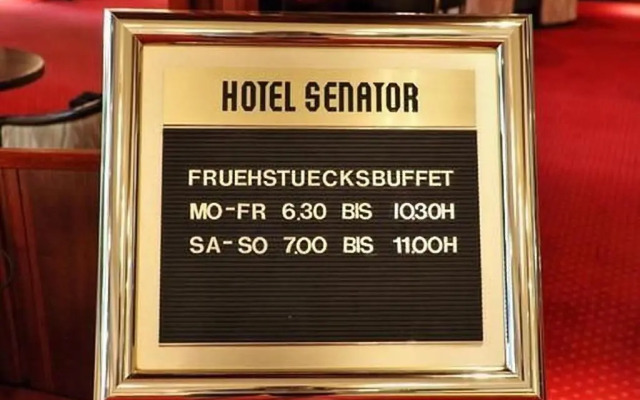 HOTEL SENATOR
FRUEHSTUECKSBUFFET
MO-FR 6.30 BIS 10.30H
SA-SO 7.00 BIS 11.00H